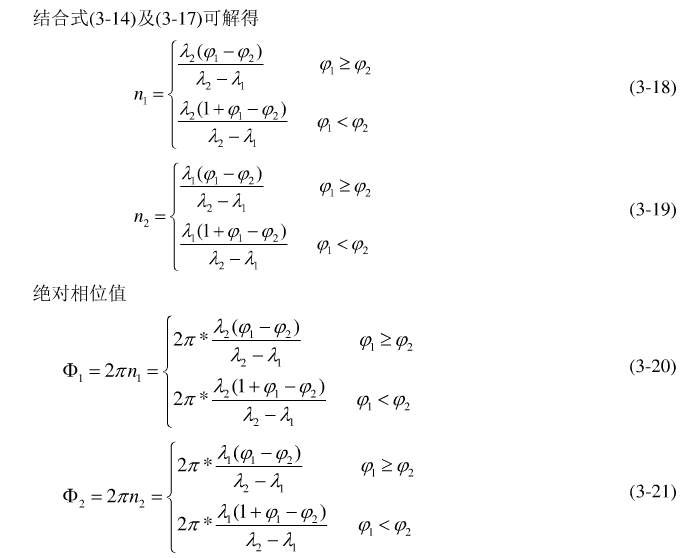 结合式(3-14)及(3-17)可解得
n₁ = { λ₂(φ₁ − φ₂) / (λ₂ − λ₁)    φ₁ ≥ φ₂
λ₂(1 + φ₁ − φ₂) / (λ₂ − λ₁)    φ₁ < φ₂    (3-18)
n₂ = { λ₁(φ₁ − φ₂) / (λ₂ − λ₁)    φ₁ ≥ φ₂
λ₁(1 + φ₁ − φ₂) / (λ₂ − λ₁)    φ₁ < φ₂    (3-19)
绝对相位值
Φ₁ = 2πn₁ = { 2π * λ₂(φ₁ − φ₂) / (λ₂ − λ₁)    φ₁ ≥ φ₂
2π * λ₂(1 + φ₁ − φ₂) / (λ₂ − λ₁)    φ₁ < φ₂    (3-20)
Φ₂ = 2πn₂ = { 2π * λ₁(φ₁ − φ₂) / (λ₂ − λ₁)    φ₁ ≥ φ₂
2π * λ₁(1 + φ₁ − φ₂) / (λ₂ − λ₁)    φ₁ < φ₂    (3-21)